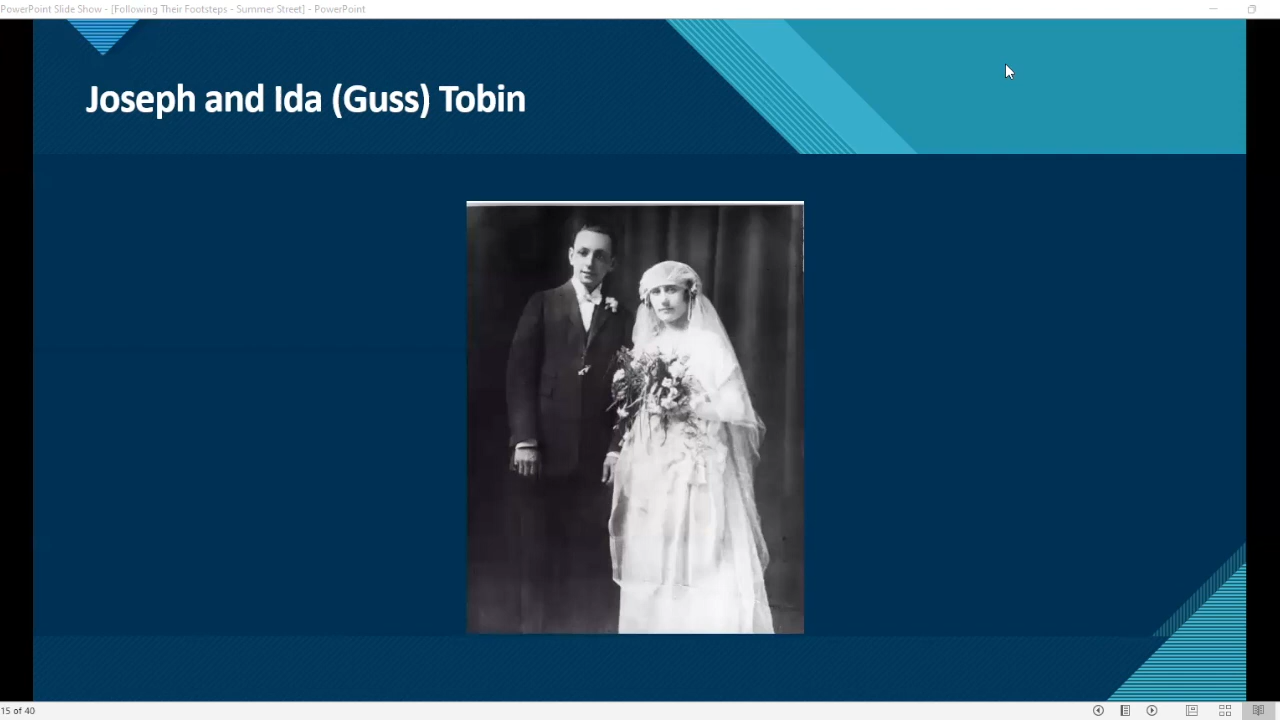 PowerPoint Slide Show - [Following Their Footsteps - Summer Street] - PowerPoint
Joseph and Ida (Guss) Tobin
15 of 40